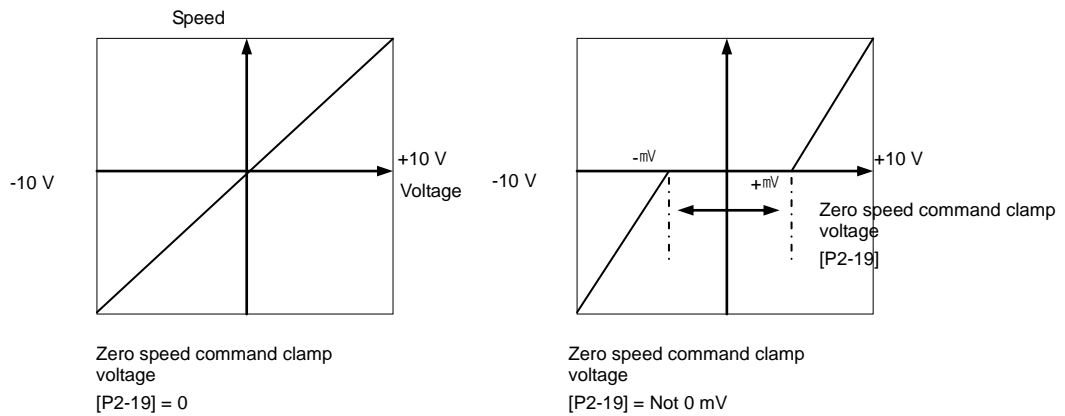 Speed
+10 V
-10 V
Voltage
Zero speed command clamp
voltage
[P2-19] = 0
-㎷
+10 V
-10 V
+㎷
Zero speed command clamp
voltage
[P2-19]
Zero speed command clamp
voltage
[P2-19] = Not 0 mV